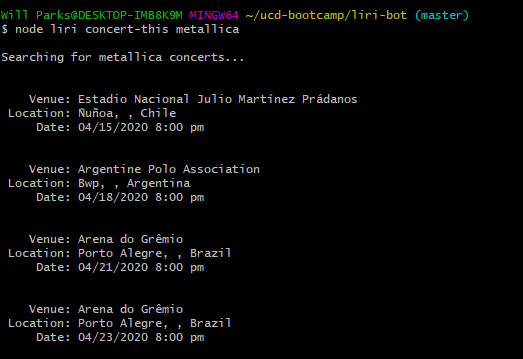 Will Parks@DESKTOP-IMB8K9M MINGW64 ~/ucd-bootcamp/liri-bot (master)
$ node liri concert-this metallica
Searching for metallica concerts...
Venue: Estadio Nacional Julio Martínez Prádanos
Location: Ñuñoa, , Chile
Date: 04/15/2020 8:00 pm
Venue: Argentine Polo Association
Location: Bwp, , Argentina
Date: 04/18/2020 8:00 pm
Venue: Arena do Grêmio
Location: Porto Alegre, , Brazil
Date: 04/21/2020 8:00 pm
Venue: Arena do Grêmio
Location: Porto Alegre, , Brazil
Date: 04/23/2020 8:00 pm